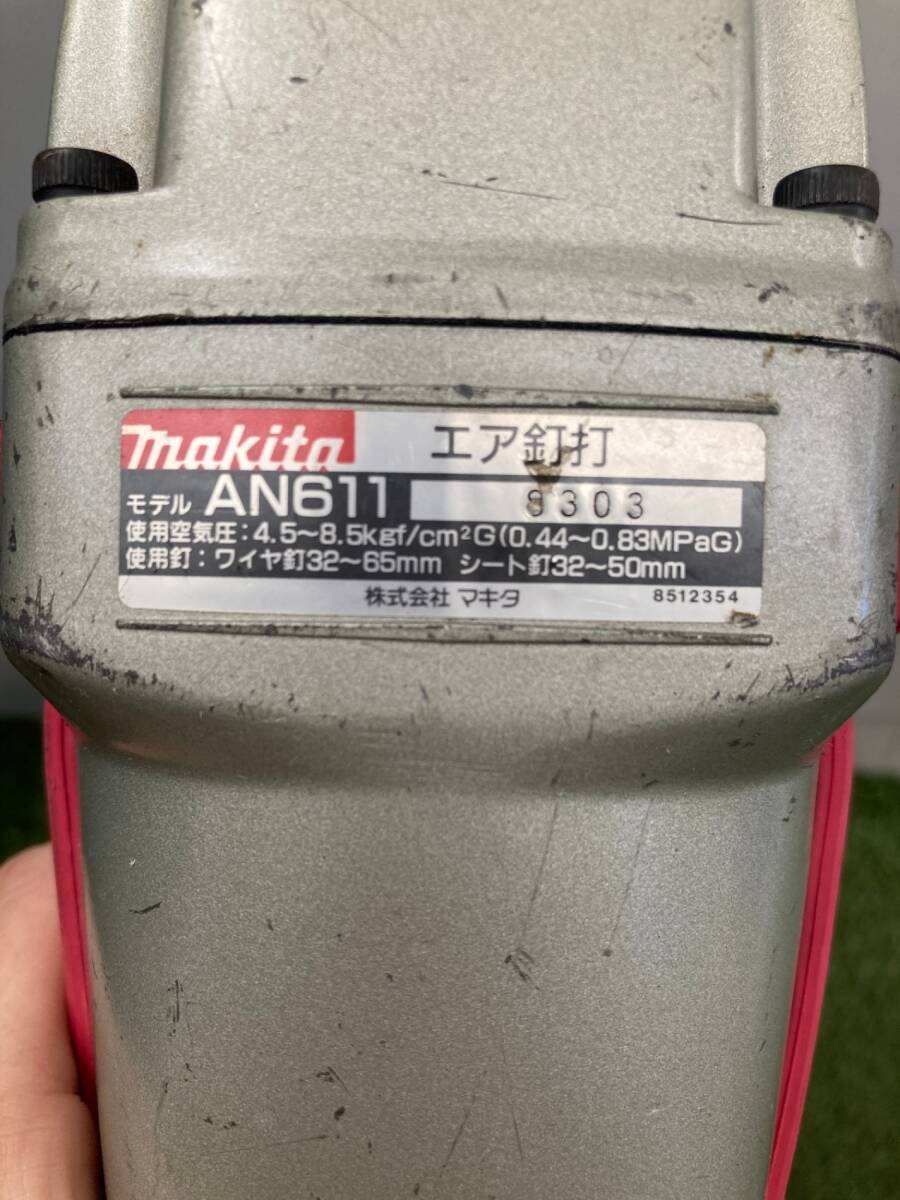 makita エア釘打
モデル AN611 8303
使用空気圧：4.5〜8.5kgf/cm²G(0.44〜0.83MPaG)
使用釘：ワイヤ釘32〜65mm シート釘32〜50mm
株式会社 マキタ 8512354